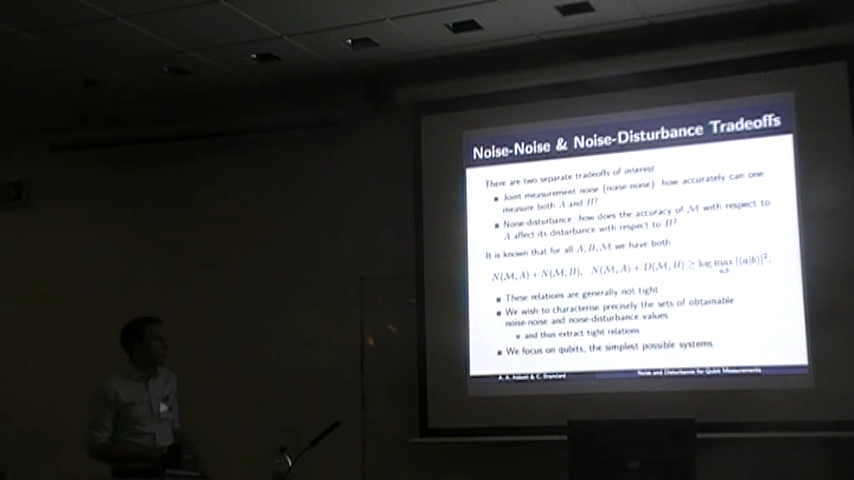 Noise-Noise & Noise-Disturbance Tradeoffs
There are two separate tradeoffs of interest
■ Joint-measurement noise (noise-noise) how accurately can one
measure both A and B?
■ Noise-disturbance how does the accuracy of M with respect to
A affect its disturbance with respect to B?
It is known that for all A, B, M we have both
N(M, A) + N(M, B), N(M, A) + D(M, B) ≥ log max |⟨a|b⟩|².
a,b
■ These relations are generally not tight
■ We wish to characterise precisely the sets of obtainable
noise-noise and noise-disturbance values
■ and thus extract tight relations
■ We focus on qubits, the simplest possible systems
A. A. Abbott & C. Branciard
Noise and Disturbance for Qubit Measurements